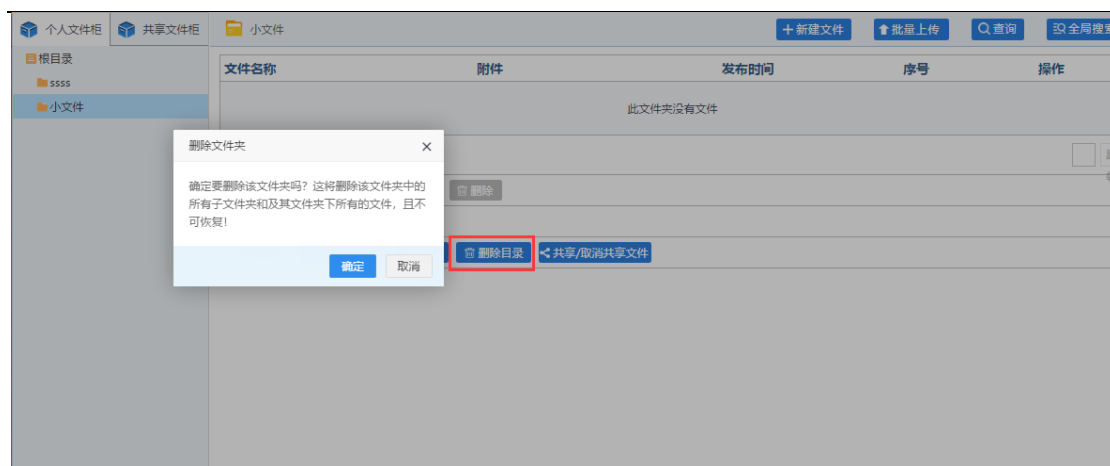 个人文件柜 共享文件柜 小文件 +新建文件 批量上传 查询 全局搜索
根目录
ssss
小文件
文件名称 附件 发布时间 序号 操作
此文件夹没有文件
删除文件夹 ×
确定要删除该文件夹吗？这将删除该文件夹中的
所有子文件夹和及其文件夹下所有的文件，且不
可恢复!
确定 取消
删除
删除目录 共享/取消共享文件